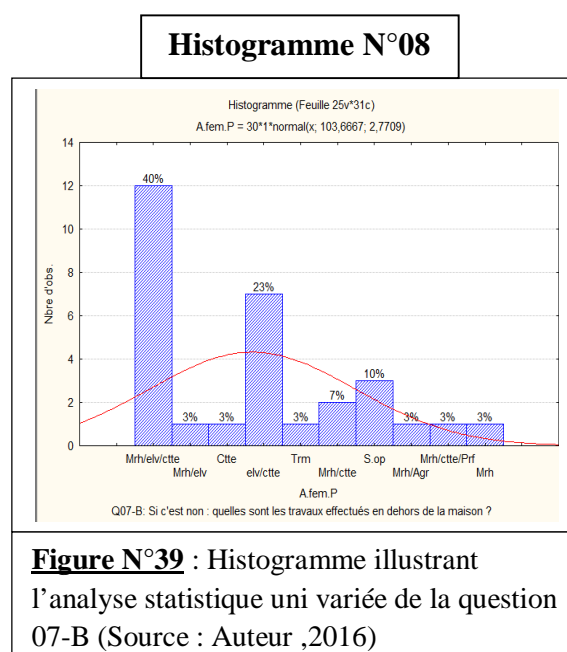 Histogramme N°08
Histogramme (Feuille 25v*31c)
A.fem.P = 30*1*normal(x; 103,6667; 2,7709)
14
12
10
8
6
4
2
0
Nbre d'obs.
40%
3%
3%
23%
3%
7%
10%
3%
3%
3%
Mrh/elv/ctte
Mrh/elv
Ctte
elv/ctte
Trm
Mrh/ctte
S.op
Mrh/Agr
Mrh/ctte/Prf
Mrh
A.fem.P
Q07-B: Si c'est non : quelles sont les travaux effectués en dehors de la maison ?
Figure N°39 : Histogramme illustrant
l'analyse statistique uni variée de la question
07-B (Source : Auteur ,2016)